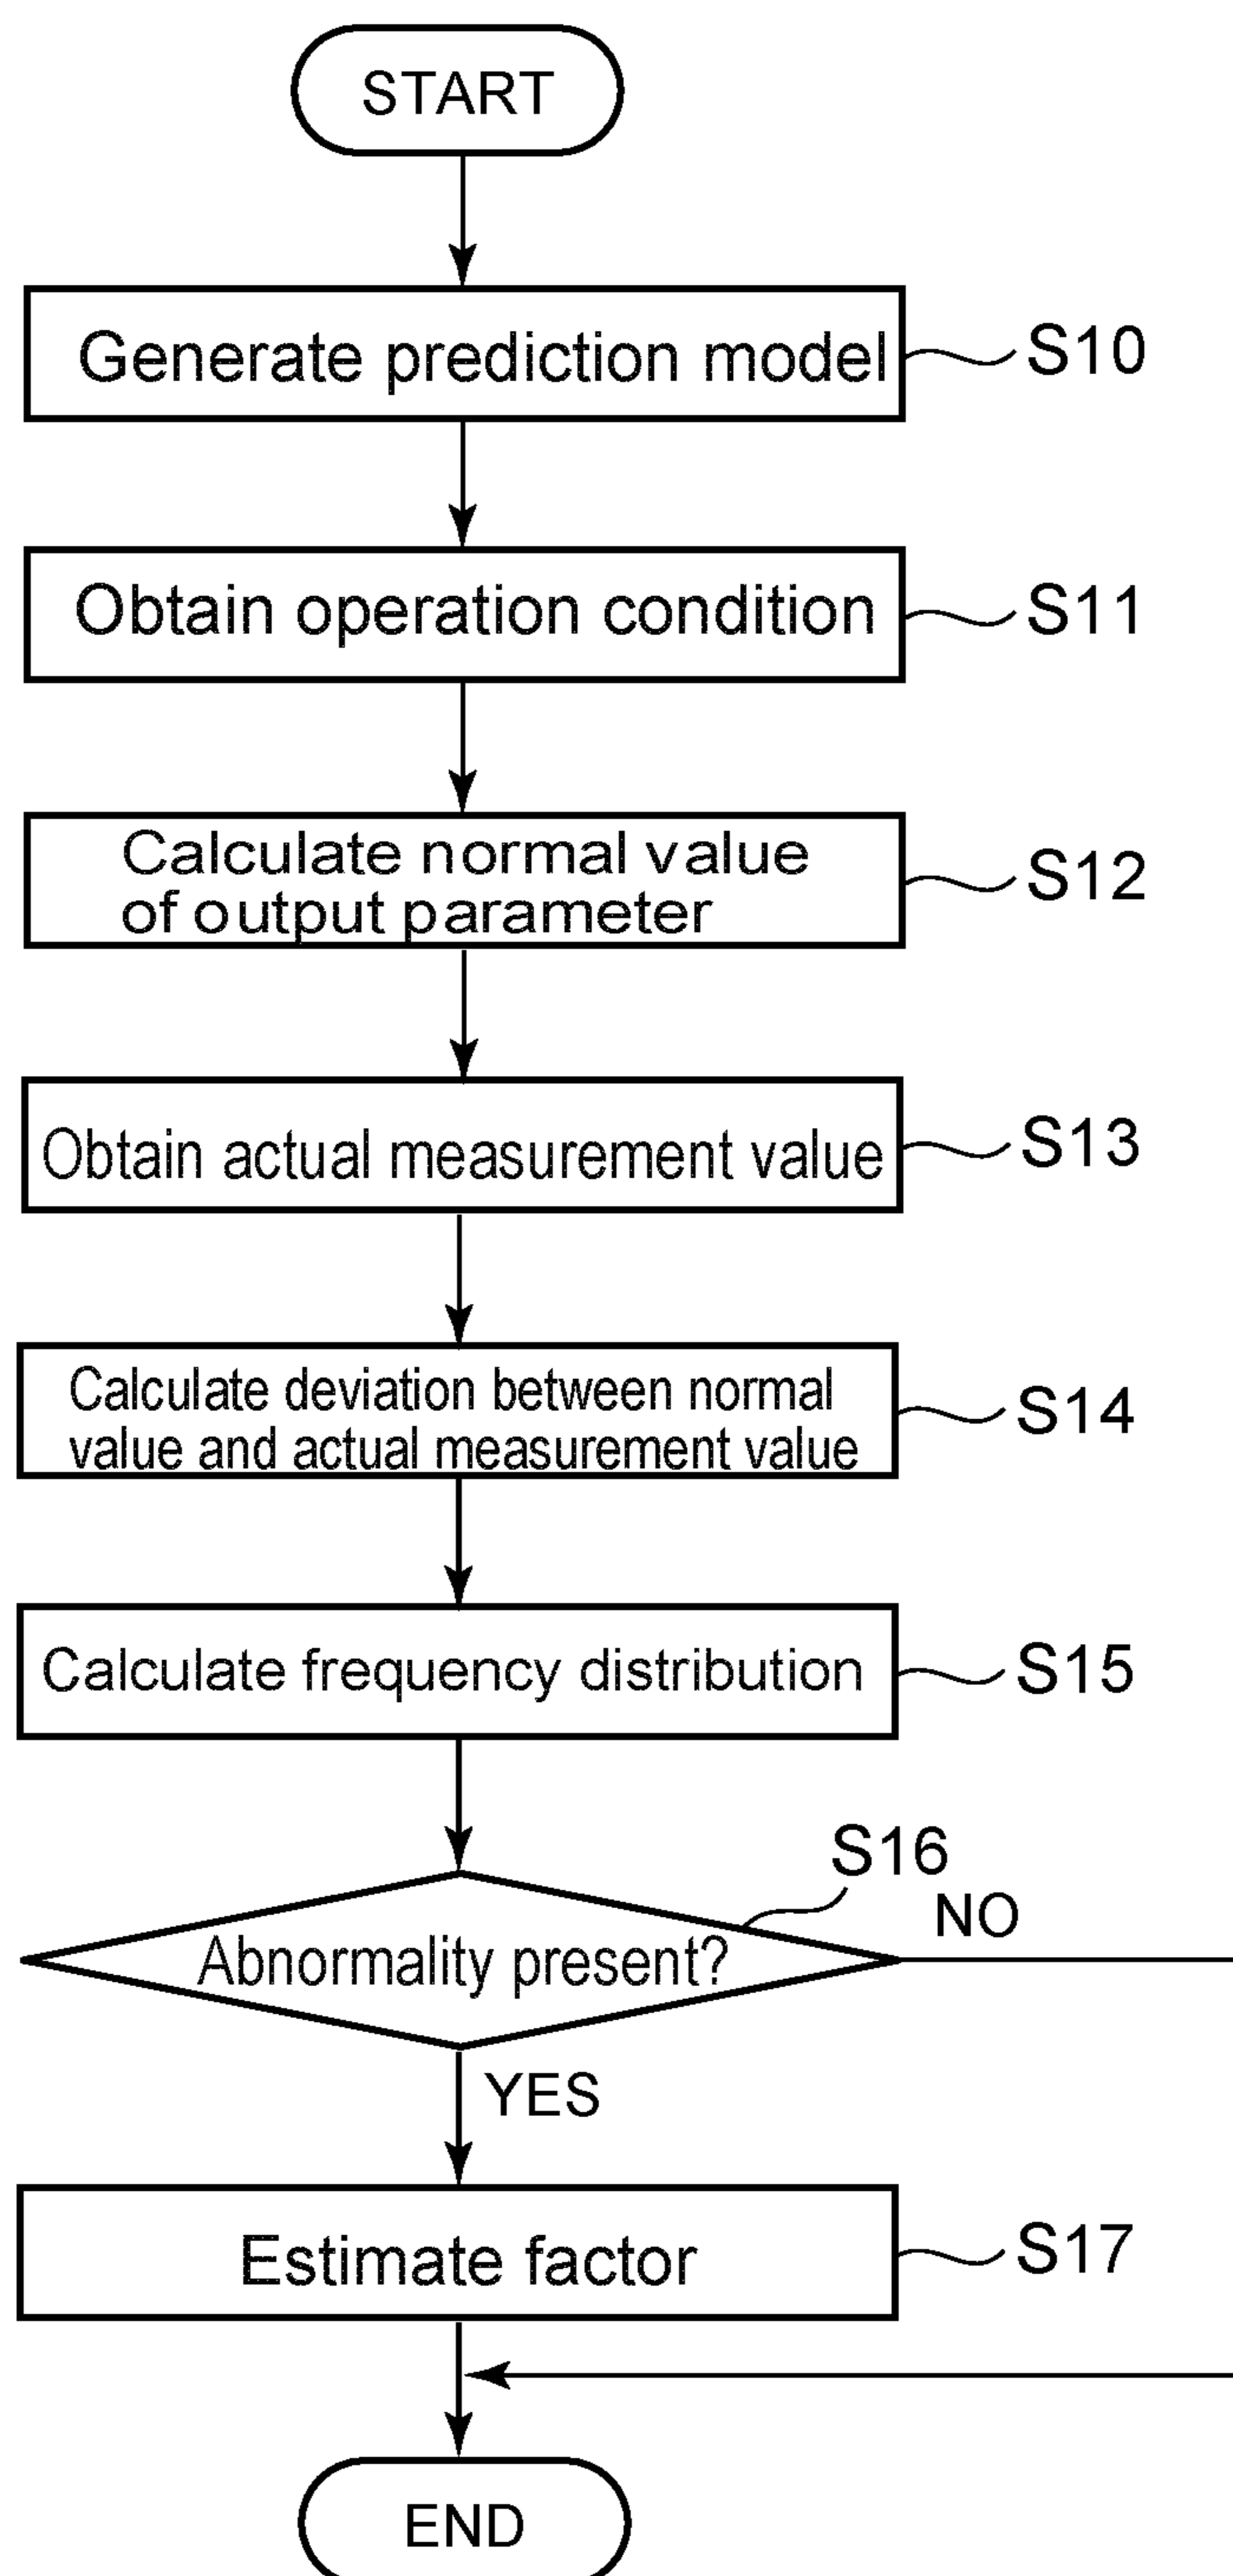 START
Generate prediction model
S10
Obtain operation condition
S11
Calculate normal value
of output parameter
S12
Obtain actual measurement value
S13
Calculate deviation between normal
value and actual measurement value
S14
Calculate frequency distribution
S15
S16
Abnormality present?
NO
YES
Estimate factor
S17
END